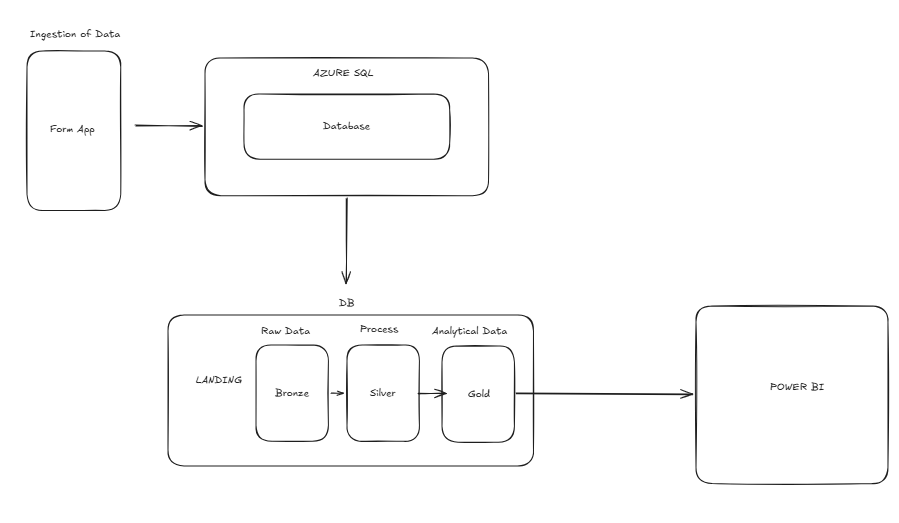 Ingestion of Data
Form App
AZURE SQL
Database
DB
Raw Data
Process
Analytical Data
LANDING
Bronze
Silver
Gold
POWER BI